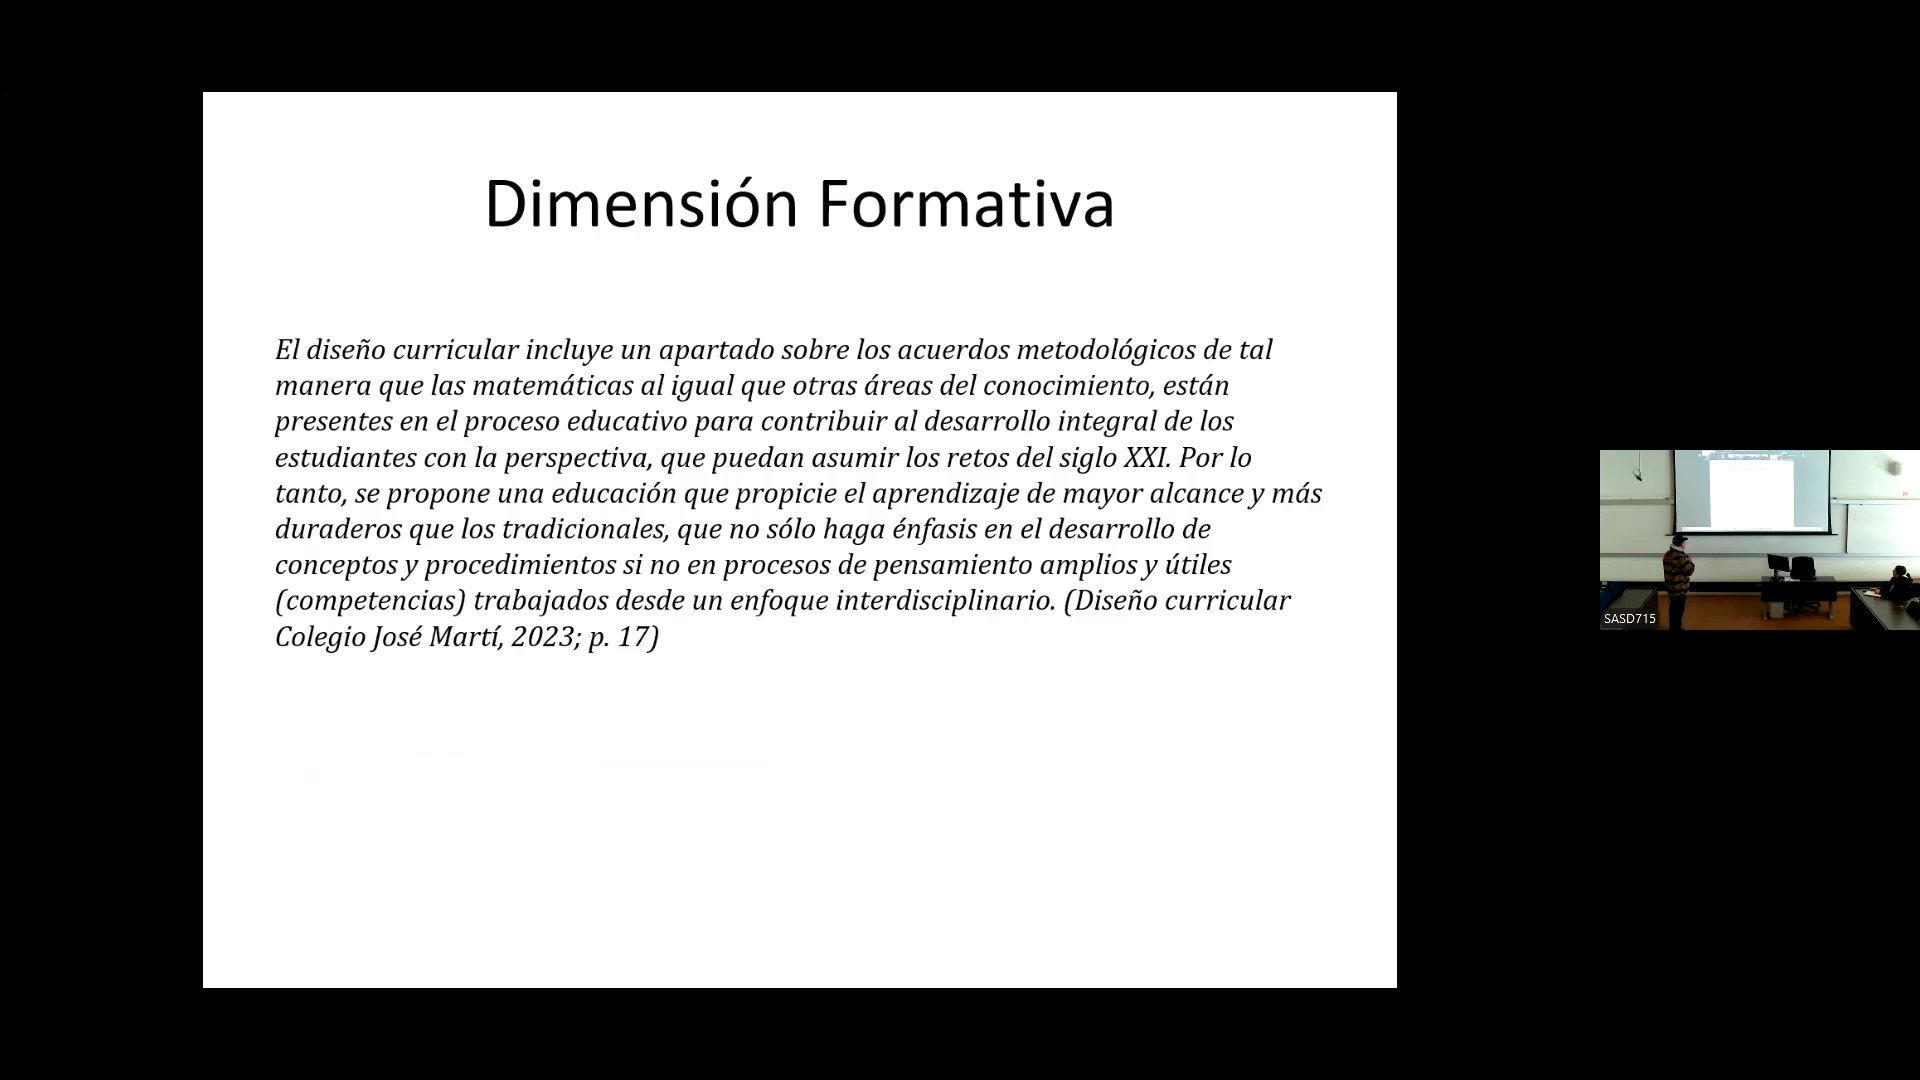 Dimensión Formativa
El diseño curricular incluye un apartado sobre los acuerdos metodológicos de tal
manera que las matemáticas al igual que otras áreas del conocimiento, están
presentes en el proceso educativo para contribuir al desarrollo integral de los
estudiantes con la perspectiva, que puedan asumir los retos del siglo XXI. Por lo
tanto, se propone una educación que propicie el aprendizaje de mayor alcance y más
duraderos que los tradicionales, que no sólo haga énfasis en el desarrollo de
conceptos y procedimientos si no en procesos de pensamiento amplios y útiles
(competencias) trabajados desde un enfoque interdisciplinario. (Diseño curricular
Colegio José Martí, 2023; p. 17)
SASD715